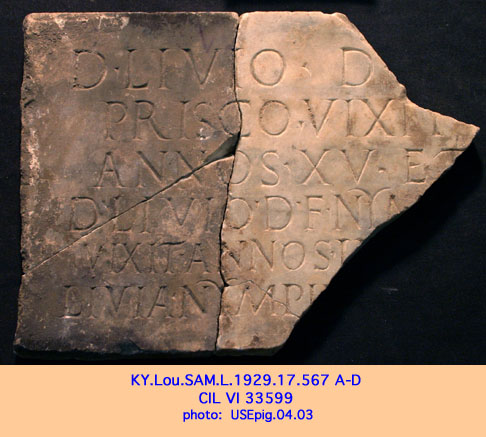 D·LIVIO·D
PRISCO·VIXIT
ANNOS·XV·ET
D·LIVIO·D·F·
VIXIT·ANNOS·
LIVIA
KY.Lou.SAM.L.1929.17.567 A-D
CIL VI 33599
photo: USEpig.04.03